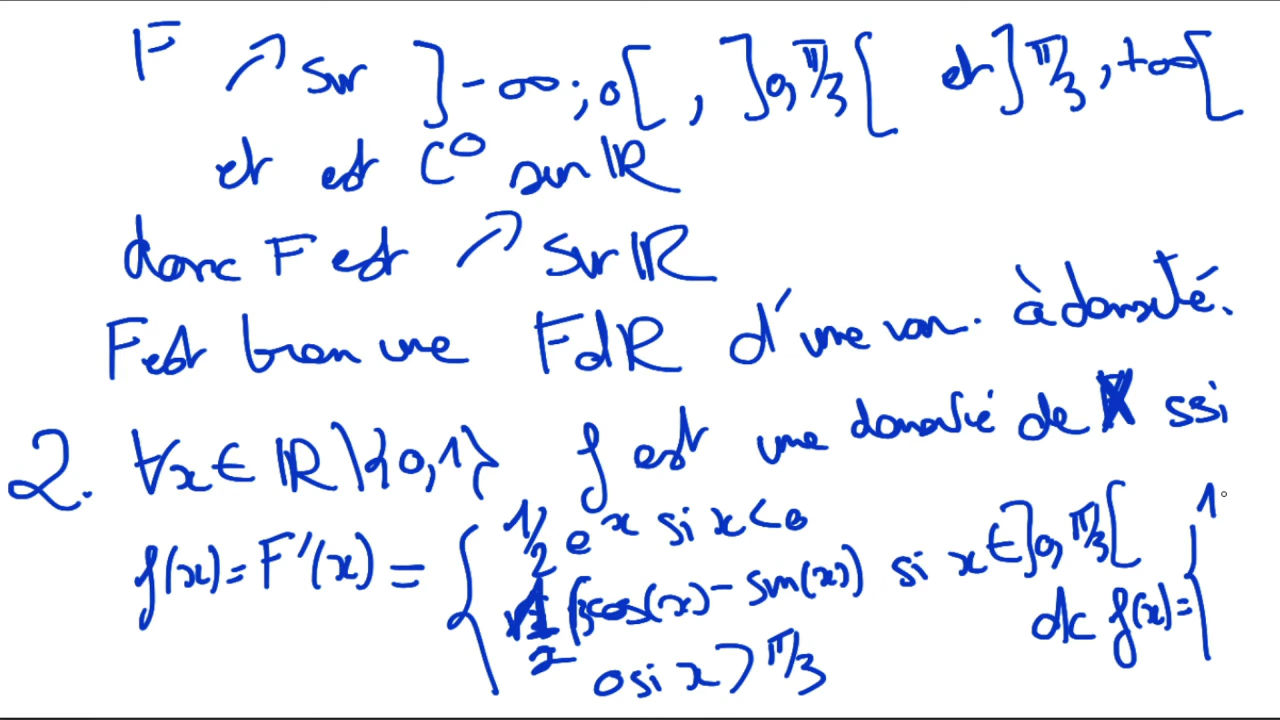 F ↗ sur ]-∞; 0[ , ]0, π/3[ et ]π/3, +∞[
et est C⁰ sur ℝ
donc F est ↗ sur ℝ
F est bien une FdR d'une var. à densité.
2. ∀x ∈ ℝ\{0,1} f est une densité de X ssi
f(x) = F'(x) = { 1/2 eˣ si x < 0
1/2 (√3cos(x) - sin(x)) si x ∈ ]0, π/3[
0 si x > π/3
dc f(x) = { 1